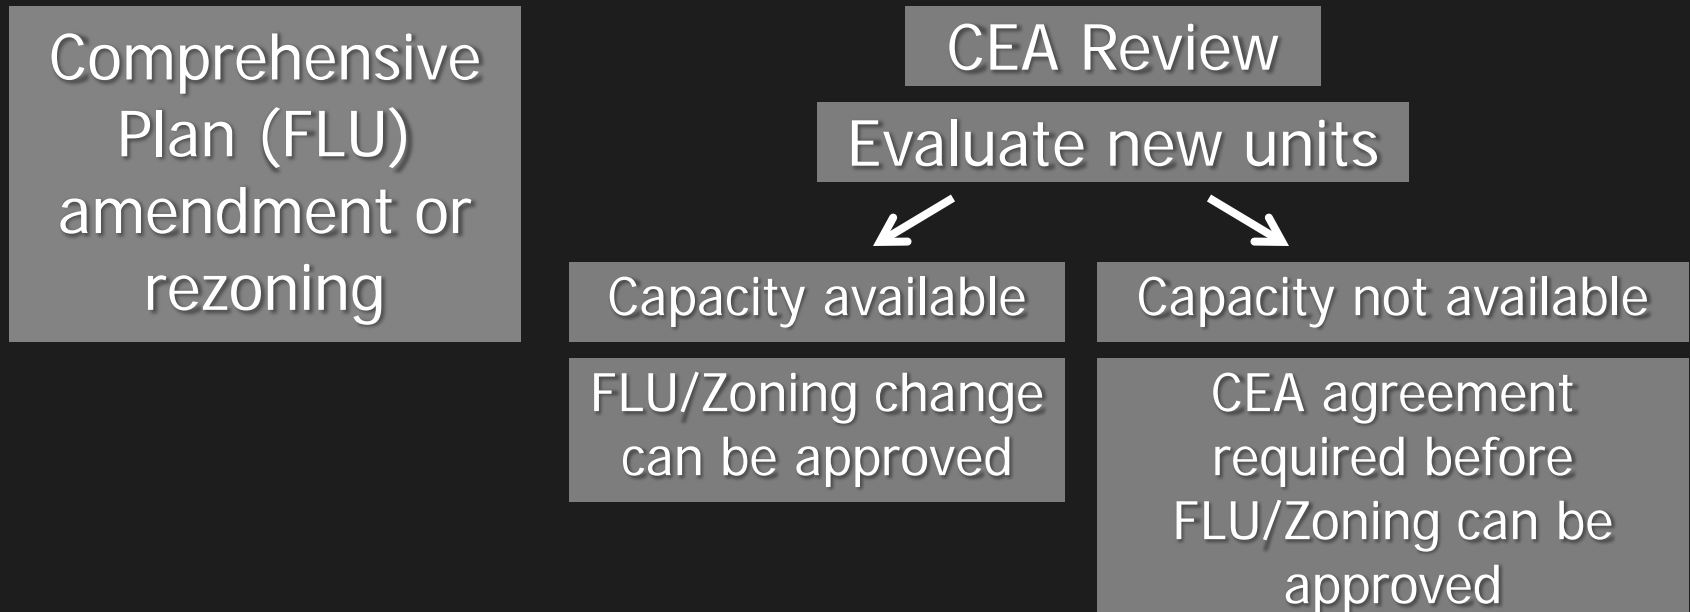 Comprehensive
Plan (FLU)
amendment or
rezoning
CEA Review
Evaluate new units
Capacity available
FLU/Zoning change
can be approved
Capacity not available
CEA agreement
required before
FLU/Zoning can be
approved